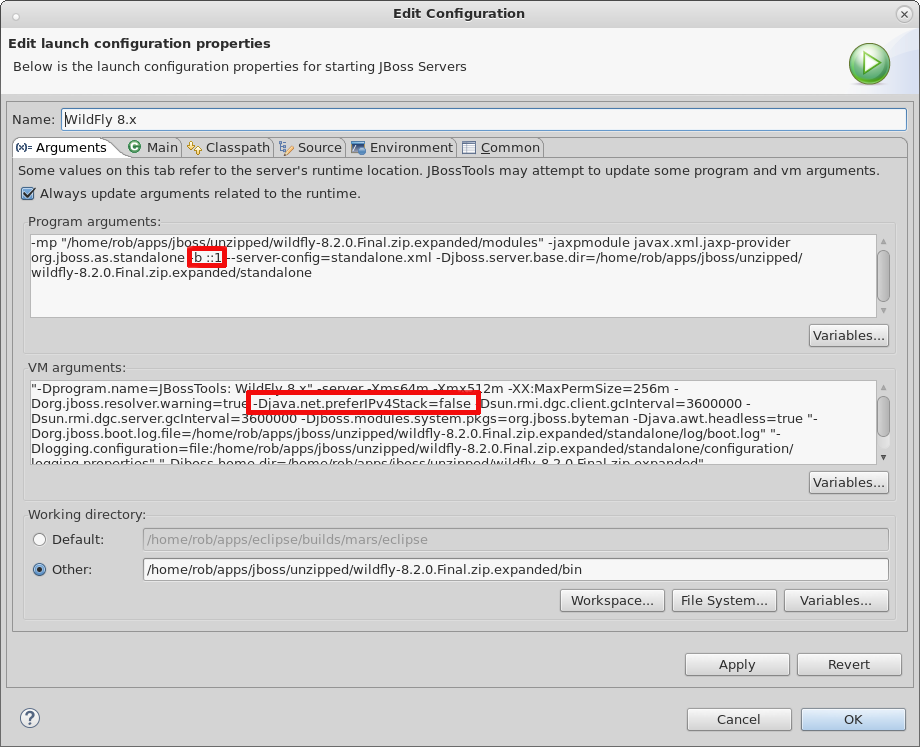 Edit Configuration
Edit launch configuration properties
Below is the launch configuration properties for starting JBoss Servers
Name: WildFly 8.x
(x)= Arguments Main Classpath Source Environment Common
Some values on this tab refer to the server's runtime location. JBossTools may attempt to update some program and vm arguments.
Always update arguments related to the runtime.
Program arguments:
-mp "/home/rob/apps/jboss/unzipped/wildfly-8.2.0.Final.zip.expanded/modules" -jaxpmodule javax.xml.jaxp-provider
org.jboss.as.standalone -b ::1 --server-config=standalone.xml -Djboss.server.base.dir=/home/rob/apps/jboss/unzipped/
wildfly-8.2.0.Final.zip.expanded/standalone
Variables...
VM arguments:
"-Dprogram.name=JBossTools: WildFly 8.x" -server -Xms64m -Xmx512m -XX:MaxPermSize=256m -
Dorg.jboss.resolver.warning=true -Djava.net.preferIPv4Stack=false -Dsun.rmi.dgc.client.gcInterval=3600000 -
Dsun.rmi.dgc.server.gcInterval=3600000 -Djboss.modules.system.pkgs=org.jboss.byteman -Djava.awt.headless=true "-
Dorg.jboss.boot.log.file=/home/rob/apps/jboss/unzipped/wildfly-8.2.0.Final.zip.expanded/standalone/log/boot.log" "-
Dlogging.configuration=file:/home/rob/apps/jboss/unzipped/wildfly-8.2.0.Final.zip.expanded/standalone/configuration/
logging.properties" "-Djboss.home.dir=/home/rob/apps/jboss/unzipped/wildfly-8.2.0.Final.zip.expanded"
Variables...
Working directory:
Default: /home/rob/apps/eclipse/builds/mars/eclipse
Other: /home/rob/apps/jboss/unzipped/wildfly-8.2.0.Final.zip.expanded/bin
Workspace... File System... Variables...
Apply Revert
? Cancel OK